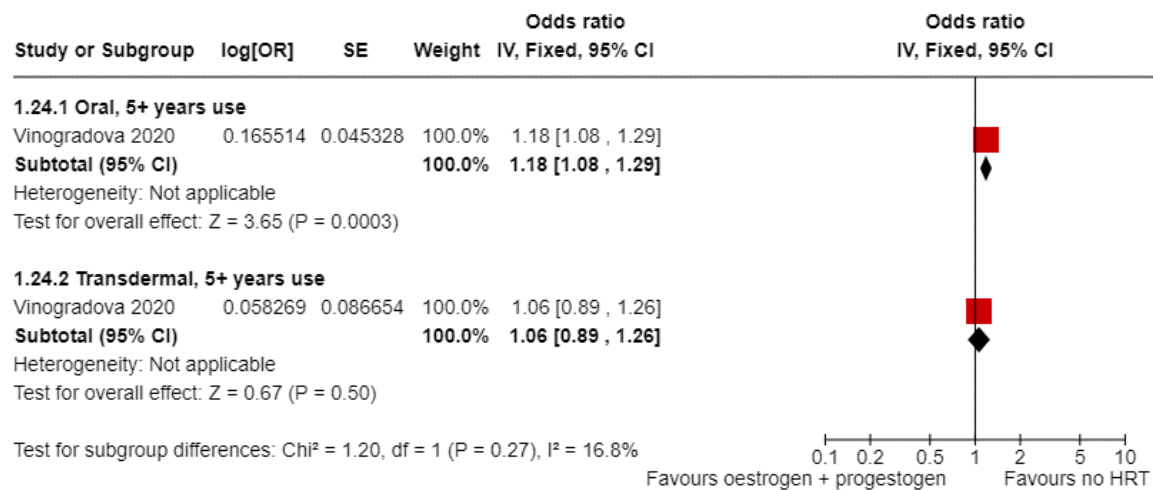 Odds ratio Odds ratio
Study or Subgroup log[OR] SE Weight IV, Fixed, 95% CI IV, Fixed, 95% CI
1.24.1 Oral, 5+ years use
Vinogradova 2020 0.165514 0.045328 100.0% 1.18 [1.08 , 1.29]
Subtotal (95% CI) 100.0% 1.18 [1.08 , 1.29]
Heterogeneity: Not applicable
Test for overall effect: Z = 3.65 (P = 0.0003)
1.24.2 Transdermal, 5+ years use
Vinogradova 2020 0.058269 0.086654 100.0% 1.06 [0.89 , 1.26]
Subtotal (95% CI) 100.0% 1.06 [0.89 , 1.26]
Heterogeneity: Not applicable
Test for overall effect: Z = 0.67 (P = 0.50)
Test for subgroup differences: Chi² = 1.20, df = 1 (P = 0.27), I² = 16.8%
0.1 0.2 0.5 1 2 5 10
Favours oestrogen + progestogen Favours no HRT